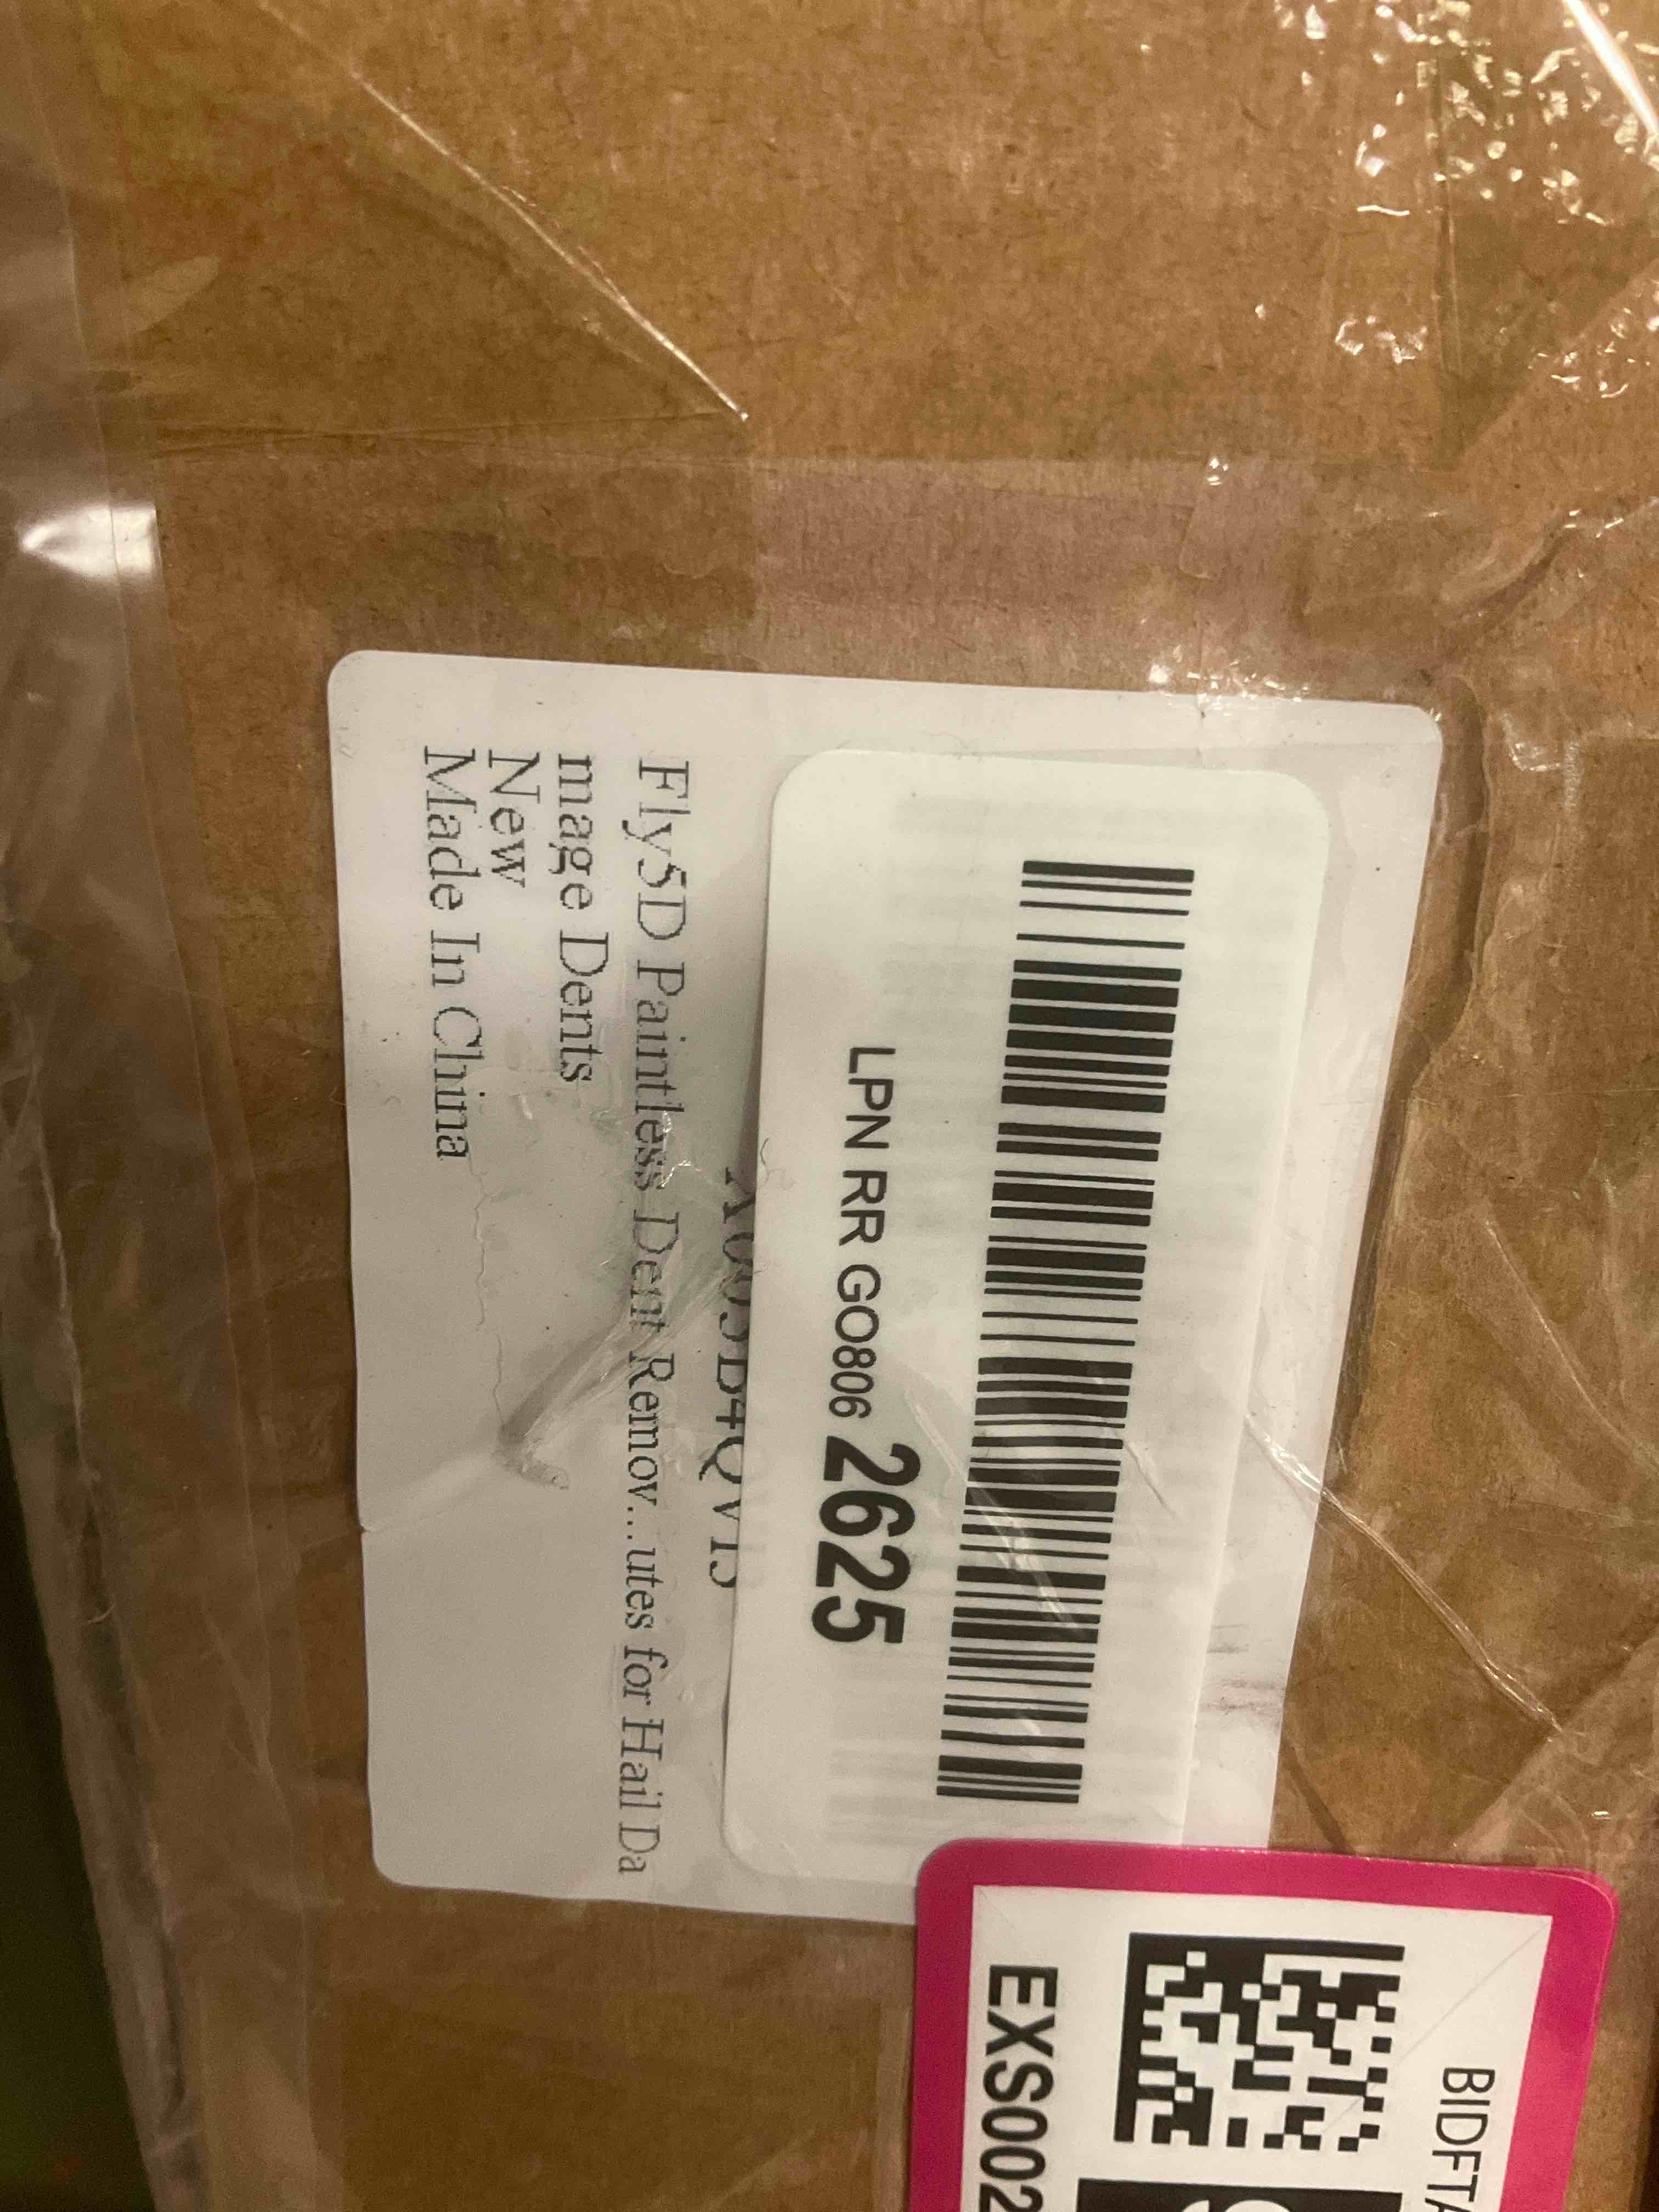 LPN RR GO806 2625
Fly5D Paintless Dent Remov...utes for Hail Da
mage Dents
New
Made In China
BIDFTA
EXS002